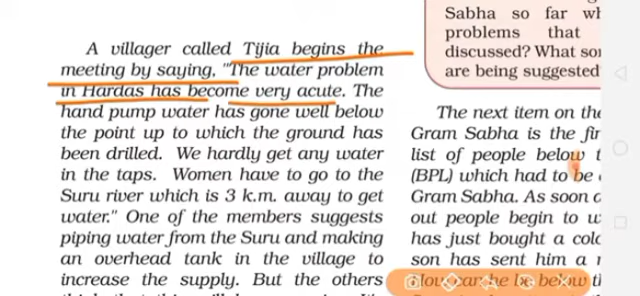 A villager called Tijia begins the
meeting by saying, "The water problem
in Hardas has become very acute. The
hand pump water has gone well below
the point up to which the ground has
been drilled. We hardly get any water
in the taps. Women have to go to the
Suru river which is 3 k.m. away to get
water." One of the members suggests
piping water from the Suru and making
an overhead tank in the village to
increase the supply. But the others
Sabha so far
problems that
discussed? What
are being suggested
The next item on
Gram Sabha is the
list of people below
(BPL) which had to be
Gram Sabha. As soon
out people begin to
has just bought a
son has sent him a
How can he be below